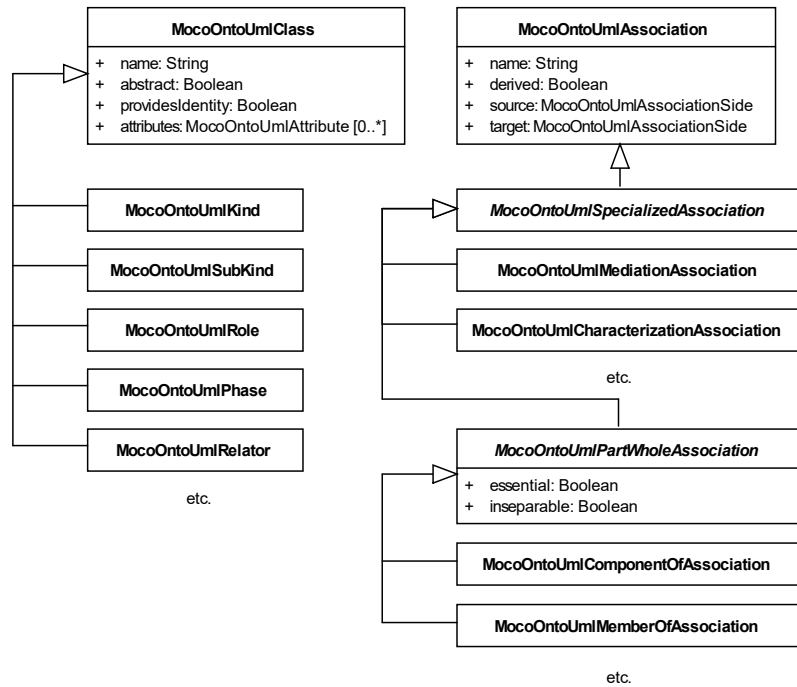 MocoOntoUmlClass
+ name: String
+ abstract: Boolean
+ providesIdentity: Boolean
+ attributes: MocoOntoUmlAttribute [0..*]
MocoOntoUmlKind
MocoOntoUmlSubKind
MocoOntoUmlRole
MocoOntoUmlPhase
MocoOntoUmlRelator
etc.
MocoOntoUmlAssociation
+ name: String
+ derived: Boolean
+ source: MocoOntoUmlAssociationSide
+ target: MocoOntoUmlAssociationSide
MocoOntoUmlSpecializedAssociation
MocoOntoUmlMediationAssociation
MocoOntoUmlCharacterizationAssociation
etc.
MocoOntoUmlPartWholeAssociation
+ essential: Boolean
+ inseparable: Boolean
MocoOntoUmlComponentOfAssociation
MocoOntoUmlMemberOfAssociation
etc.